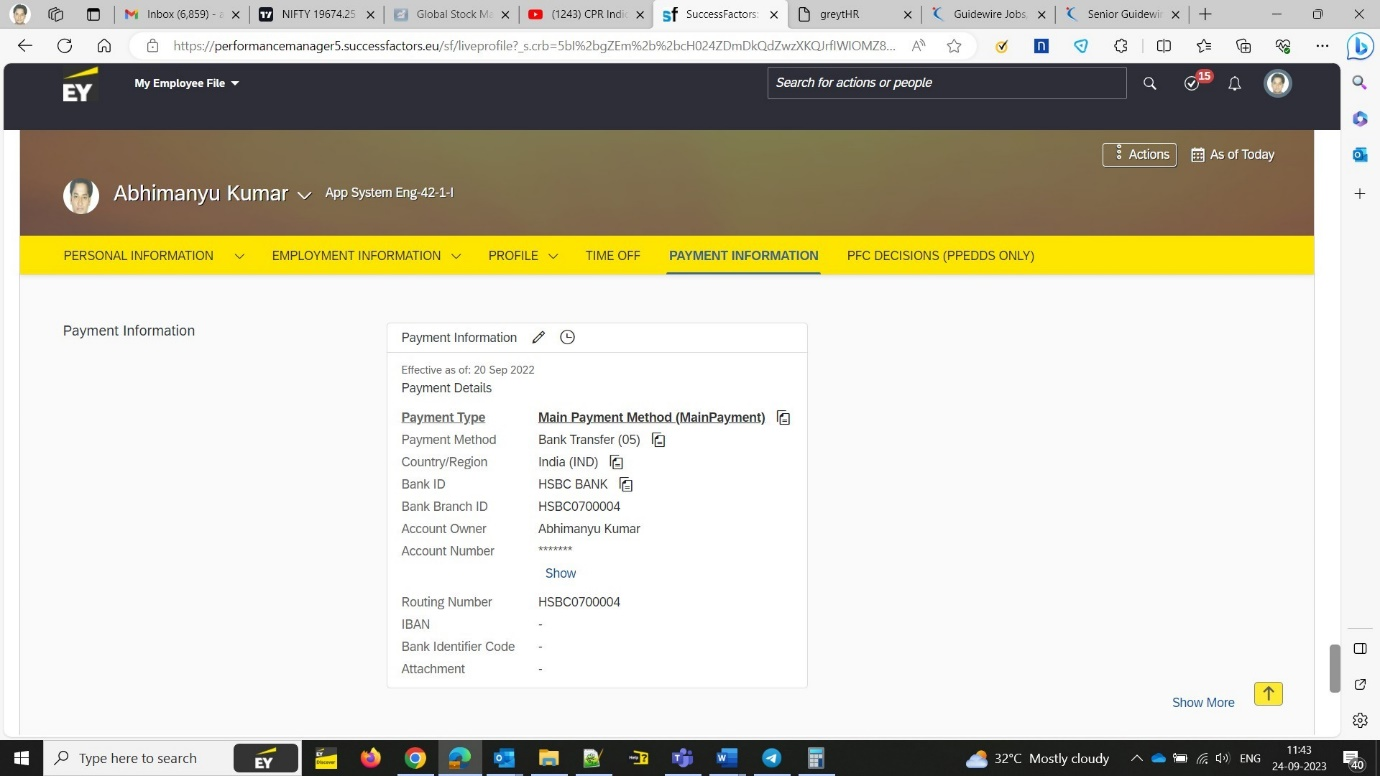 Inbox (6,859) -
NIFTY 19674.25
Global Stock Ma
(1243) CPR Indic
SuccessFactors:
greytHR
Guidewire Jobs,
Senior Guidewir
https://performancemanager5.successfactors.eu/sf/liveprofile?_s.crb=5bl%2bgZEm%2b%2bcH024ZDmDkQdZwzXKQJrflWIOMZ8...
EY
My Employee File
Search for actions or people
15
Actions
As of Today
Abhimanyu Kumar
App System Eng-42-1-I
PERSONAL INFORMATION
EMPLOYMENT INFORMATION
PROFILE
TIME OFF
PAYMENT INFORMATION
PFC DECISIONS (PPEDDS ONLY)
Payment Information
Payment Information
Effective as of: 20 Sep 2022
Payment Details
Payment Type Main Payment Method (MainPayment)
Payment Method Bank Transfer (05)
Country/Region India (IND)
Bank ID HSBC BANK
Bank Branch ID HSBC0700004
Account Owner Abhimanyu Kumar
Account Number *******
Show
Routing Number HSBC0700004
IBAN -
Bank Identifier Code -
Attachment -
Show More
Type here to search
EY
32°C Mostly cloudy
ENG
11:43
24-09-2023
40